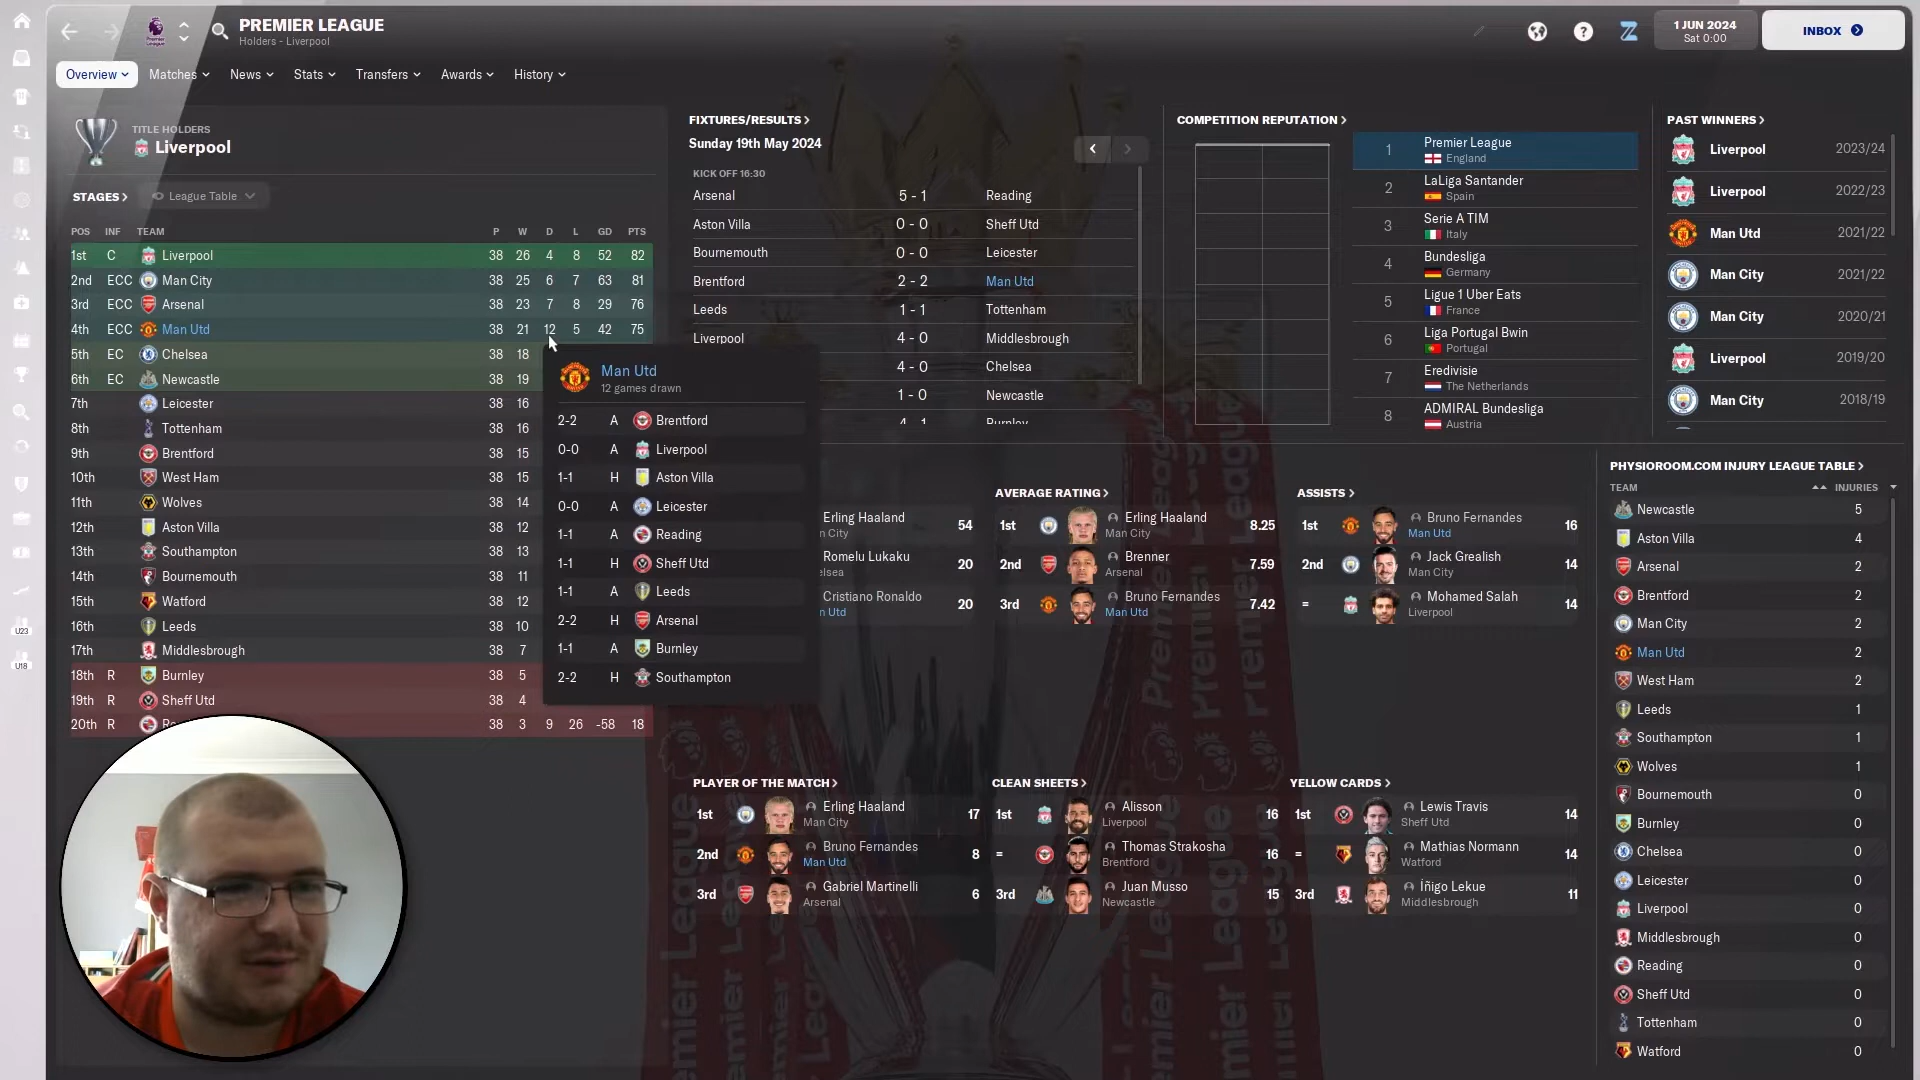 PREMIER LEAGUE
Holders - Liverpool
1 JUN 2024
Sat 0:00
INBOX
Overview
Matches
News
Stats
Transfers
Awards
History
TITLE HOLDERS
Liverpool
STAGES
League Table
POS INF TEAM P W D L GD PTS
1st C Liverpool 38 26 4 8 52 82
2nd ECC Man City 38 25 6 7 63 81
3rd ECC Arsenal 38 23 7 8 29 76
4th ECC Man Utd 38 21 12 5 42 75
5th EC Chelsea 38 18
6th EC Newcastle 38 19
7th Leicester 38 16
8th Tottenham 38 16
9th Brentford 38 15
10th West Ham 38 15
11th Wolves 38 14
12th Aston Villa 38 12
13th Southampton 38 13
14th Bournemouth 38 11
15th Watford 38 12
16th Leeds 38 10
17th Middlesbrough 38 7
18th R Burnley 38 5
19th R Sheff Utd 38 4
20th R 38 3 9 26 -58 18
Man Utd
12 games drawn
2-2 A Brentford
0-0 A Liverpool
1-1 H Aston Villa
0-0 A Leicester
1-1 A Reading
1-1 H Sheff Utd
1-1 A Leeds
2-2 H Arsenal
1-1 A Burnley
2-2 H Southampton
FIXTURES/RESULTS
Sunday 19th May 2024
KICK OFF 16:30
Arsenal 5 - 1 Reading
Aston Villa 0 - 0 Sheff Utd
Bournemouth 0 - 0 Leicester
Brentford 2 - 2 Man Utd
Leeds 1 - 1 Tottenham
Liverpool 4 - 0 Middlesbrough
4 - 0 Chelsea
1 - 0 Newcastle
4 - 1 Burnley
COMPETITION REPUTATION
1 Premier League
England
2 LaLiga Santander
Spain
3 Serie A TIM
Italy
4 Bundesliga
Germany
5 Ligue 1 Uber Eats
France
6 Liga Portugal Bwin
Portugal
7 Eredivisie
The Netherlands
8 ADMIRAL Bundesliga
Austria
PAST WINNERS
Liverpool 2023/24
Liverpool 2022/23
Man Utd 2021/22
Man City 2021/22
Man City 2020/21
Liverpool 2019/20
Man City 2018/19
Erling Haaland 54
n City
Romelu Lukaku 20
elsea
Cristiano Ronaldo 20
n Utd
AVERAGE RATING
1st Erling Haaland 8.25
Man City
2nd Brenner 7.59
Arsenal
3rd Bruno Fernandes 7.42
Man Utd
ASSISTS
1st Bruno Fernandes 16
Man Utd
2nd Jack Grealish 14
Man City
= Mohamed Salah 14
Liverpool
PLAYER OF THE MATCH
1st Erling Haaland 17
Man City
2nd Bruno Fernandes 8
Man Utd
3rd Gabriel Martinelli 6
Arsenal
CLEAN SHEETS
1st Alisson 16
Liverpool
= Thomas Strakosha 16
Brentford
3rd Juan Musso 15
Newcastle
YELLOW CARDS
1st Lewis Travis 14
Sheff Utd
= Mathias Normann 14
Watford
3rd Íñigo Lekue 11
Middlesbrough
PHYSIOROOM.COM INJURY LEAGUE TABLE
TEAM INJURIES
Newcastle 5
Aston Villa 4
Arsenal 2
Brentford 2
Man City 2
Man Utd 2
West Ham 2
Leeds 1
Southampton 1
Wolves 1
Bournemouth 0
Burnley 0
Chelsea 0
Leicester 0
Liverpool 0
Middlesbrough 0
Reading 0
Sheff Utd 0
Tottenham 0
Watford 0
U23
U18